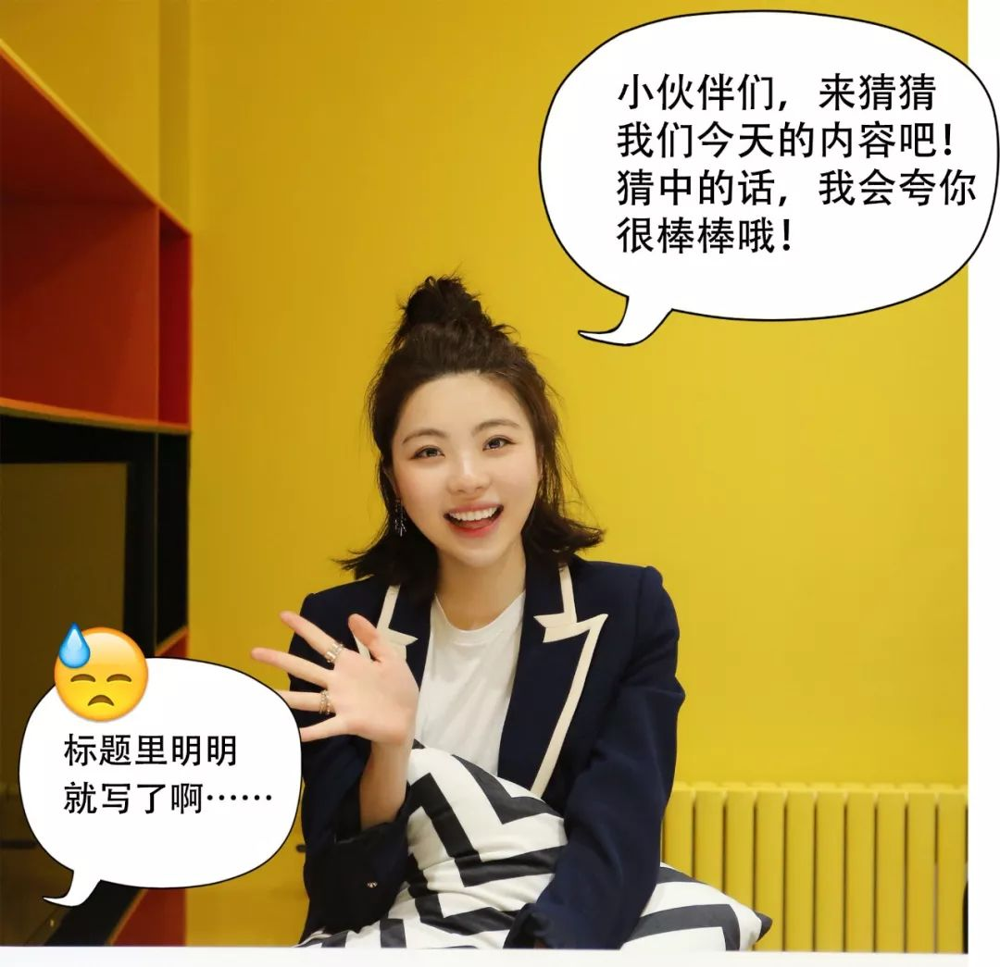 小伙伴们，来猜猜
我们今天的内容吧！
猜中的话，我会夸你
很棒棒哦！
标题里明明
就写了啊……